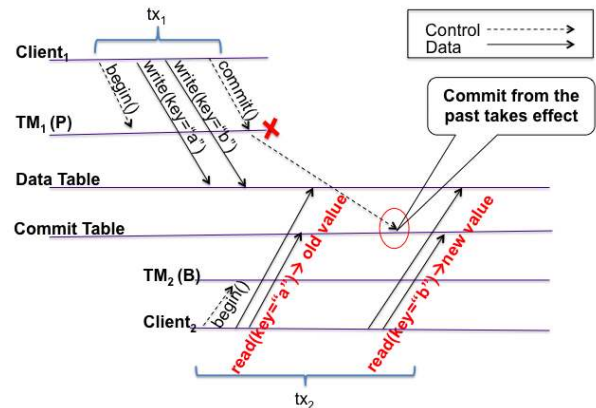 tx1
Control
Data
Client1
begin()
write(key="a")
write(key="b")
commit()
Commit from the
past takes effect
TM1 (P)
Data Table
Commit Table
read(key="a")→ old value
read(key="b")→new value
TM2 (B)
begin()
Client2
tx2